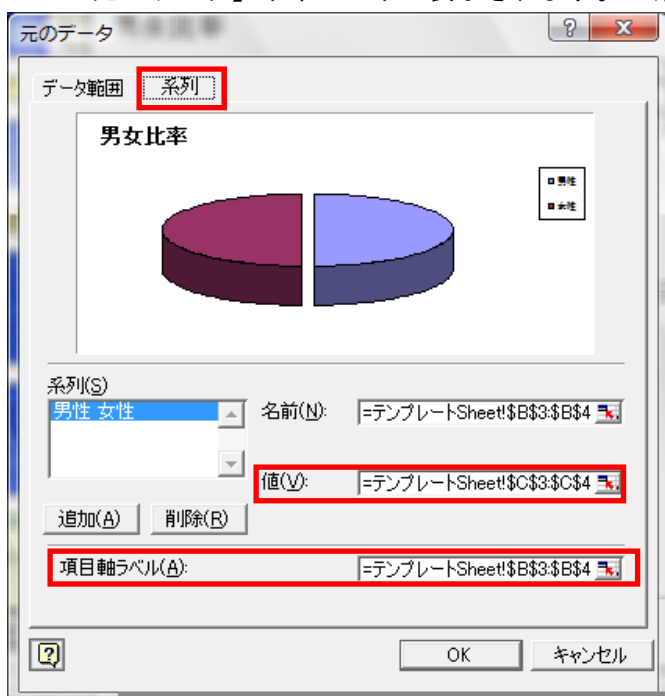 元のデータ
データ範囲
系列
男女比率
男性
女性
系列(S)
男性 女性
名前(N):
=テンプレートSheet!$B$3:$B$4
値(V):
=テンプレートSheet!$C$3:$C$4
追加(A)
削除(R)
項目軸ラベル(A):
=テンプレートSheet!$B$3:$B$4
OK
キャンセル